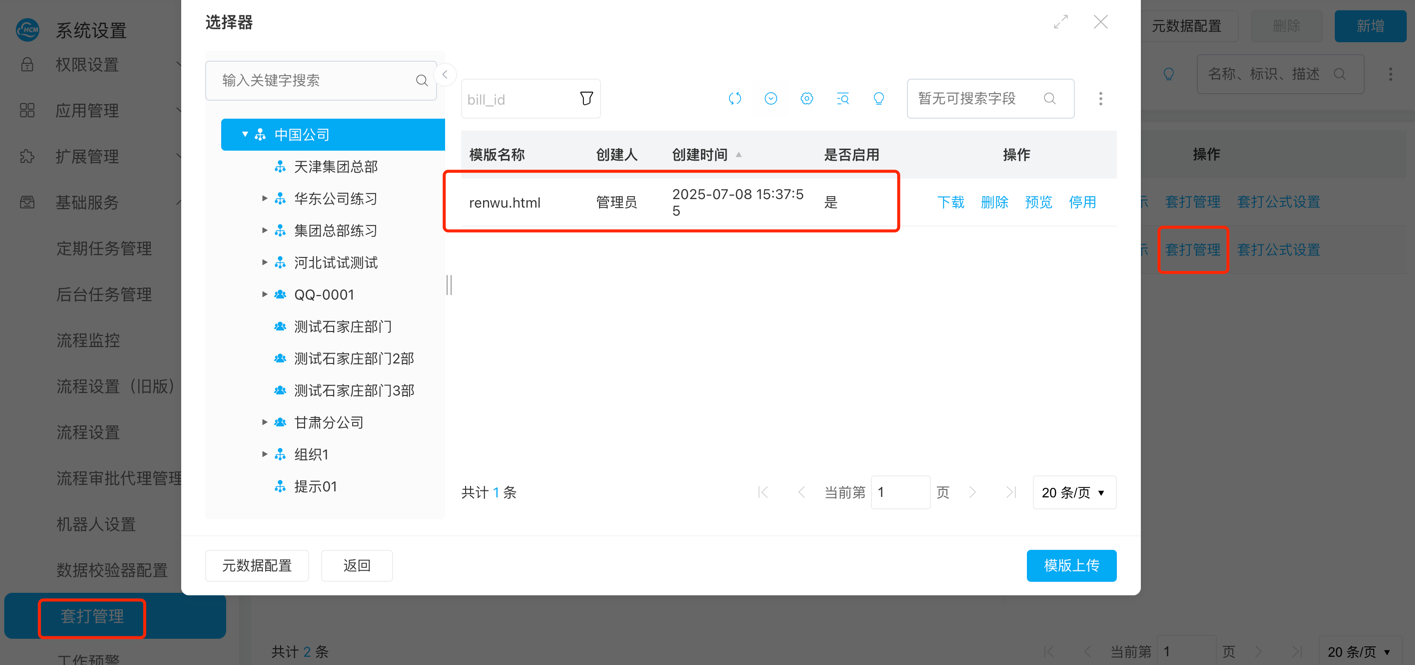 HCM 系统设置
权限设置
应用管理
扩展管理
基础服务
定期任务管理
后台任务管理
流程监控
流程设置（旧版）
流程设置
流程审批代理管理
机器人设置
数据校验器配置
套打管理
工作预警
选择器
输入关键字搜索
中国公司
天津集团总部
华东公司练习
集团总部练习
河北试试测试
QQ-0001
测试石家庄部门
测试石家庄部门2部
测试石家庄部门3部
甘肃分公司
组织1
提示01
bill_id
暂无可搜索字段
模版名称 创建人 创建时间 是否启用 操作
renwu.html 管理员 2025-07-08 15:37:5
5 是 下载 删除 预览 停用
共计 1 条 当前第 1 页 20 条/页
元数据配置 返回 模版上传
元数据配置 删除 新增
名称、标识、描述
操作
示 套打管理 套打公式设置
示 套打管理 套打公式设置
共计 2 条 当前第 1 页 20 条/页